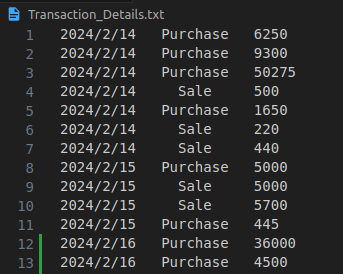 Transaction_Details.txt
1 2024/2/14 Purchase 6250
2 2024/2/14 Purchase 9300
3 2024/2/14 Purchase 50275
4 2024/2/14 Sale 500
5 2024/2/14 Purchase 1650
6 2024/2/14 Sale 220
7 2024/2/14 Sale 440
8 2024/2/15 Purchase 5000
9 2024/2/15 Sale 5000
10 2024/2/15 Sale 5700
11 2024/2/15 Purchase 445
12 2024/2/16 Purchase 36000
13 2024/2/16 Purchase 4500